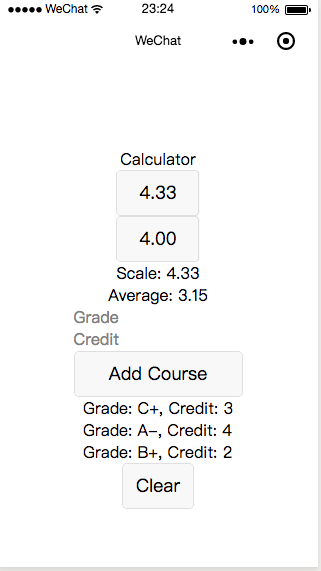 WeChat 23:24 100%
WeChat
Calculator
4.33
4.00
Scale: 4.33
Average: 3.15
Grade
Credit
Add Course
Grade: C+, Credit: 3
Grade: A−, Credit: 4
Grade: B+, Credit: 2
Clear